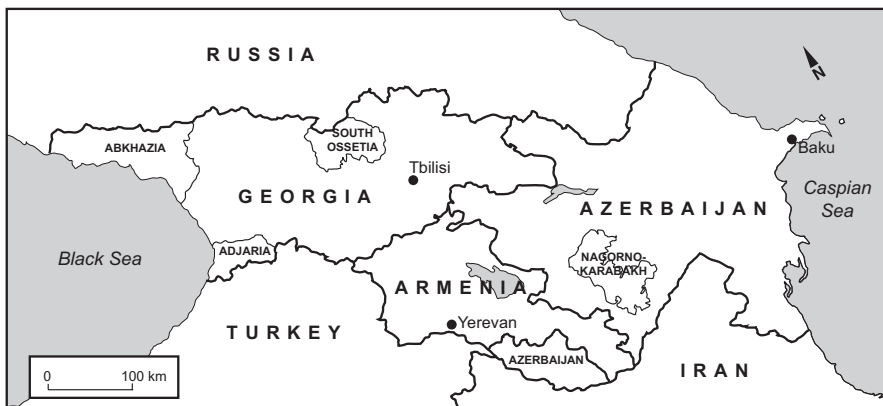 RUSSIA
N
ABKHAZIA
SOUTH
OSSETIA
Tbilisi
Baku
GEORGIA
AZERBAIJAN
Caspian
Sea
Black Sea
ADJARIA
NAGORNO-
KARABAKH
ARMENIA
Yerevan
TURKEY
AZERBAIJAN
IRAN
0 100 km